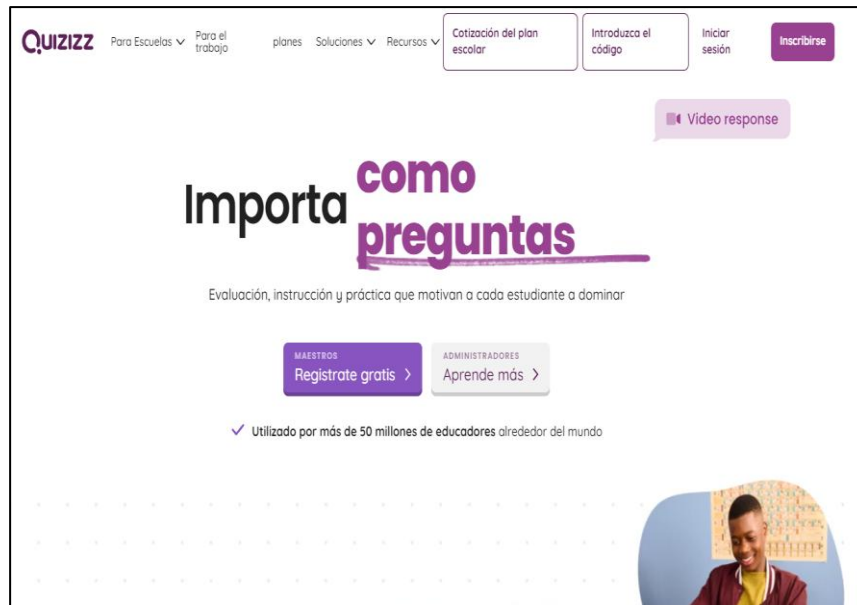 QUIZIZZ
Para Escuelas
Para el
trabajo
planes
Soluciones
Recursos
Cotización del plan
escolar
Introduzca el
código
Iniciar
sesión
Inscribirse
Video response
Importa como
preguntas
Evaluación, instrucción y práctica que motivan a cada estudiante a dominar
MAESTROS
Registrate gratis >
ADMINISTRADORES
Aprende más >
Utilizado por más de 50 millones de educadores alrededor del mundo